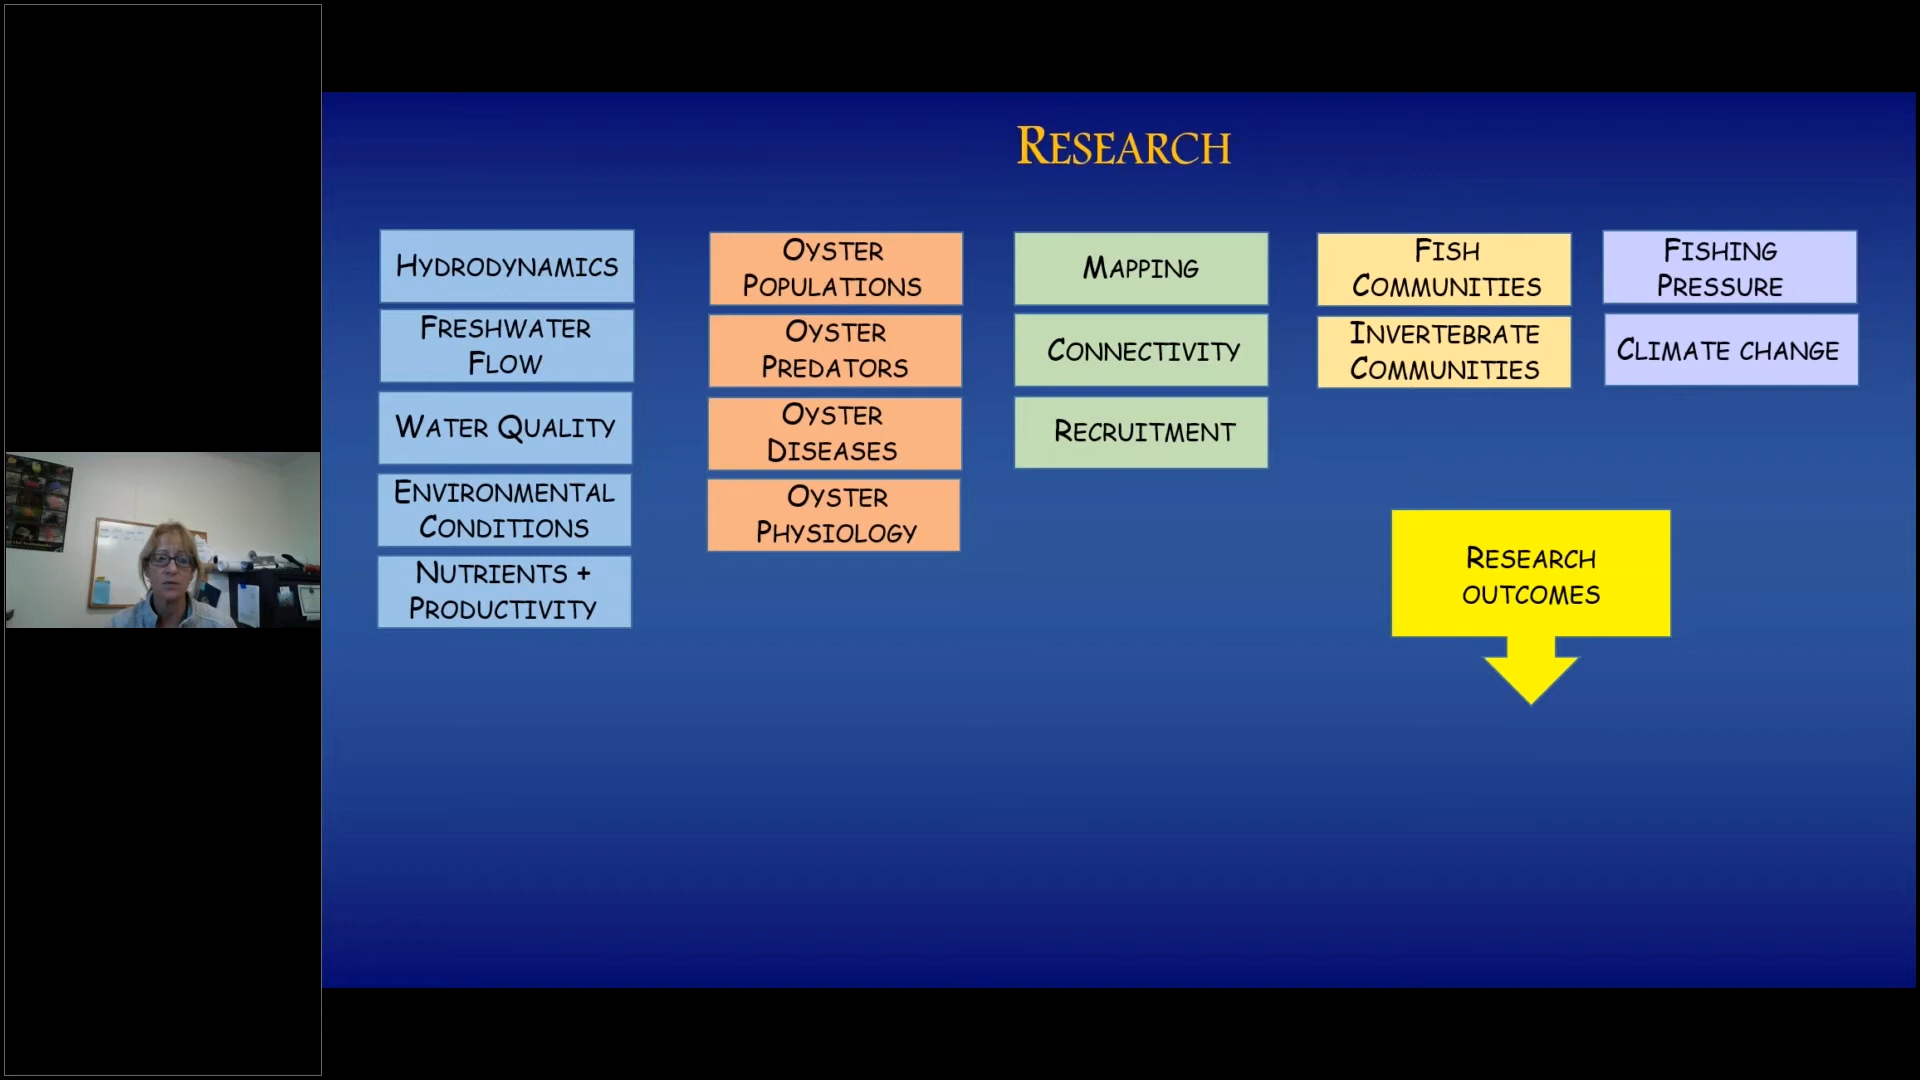 RESEARCH
HYDRODYNAMICS
FRESHWATER
FLOW
WATER QUALITY
ENVIRONMENTAL
CONDITIONS
NUTRIENTS +
PRODUCTIVITY
OYSTER
POPULATIONS
OYSTER
PREDATORS
OYSTER
DISEASES
OYSTER
PHYSIOLOGY
MAPPING
CONNECTIVITY
RECRUITMENT
FISH
COMMUNITIES
INVERTEBRATE
COMMUNITIES
FISHING
PRESSURE
CLIMATE CHANGE
RESEARCH
OUTCOMES